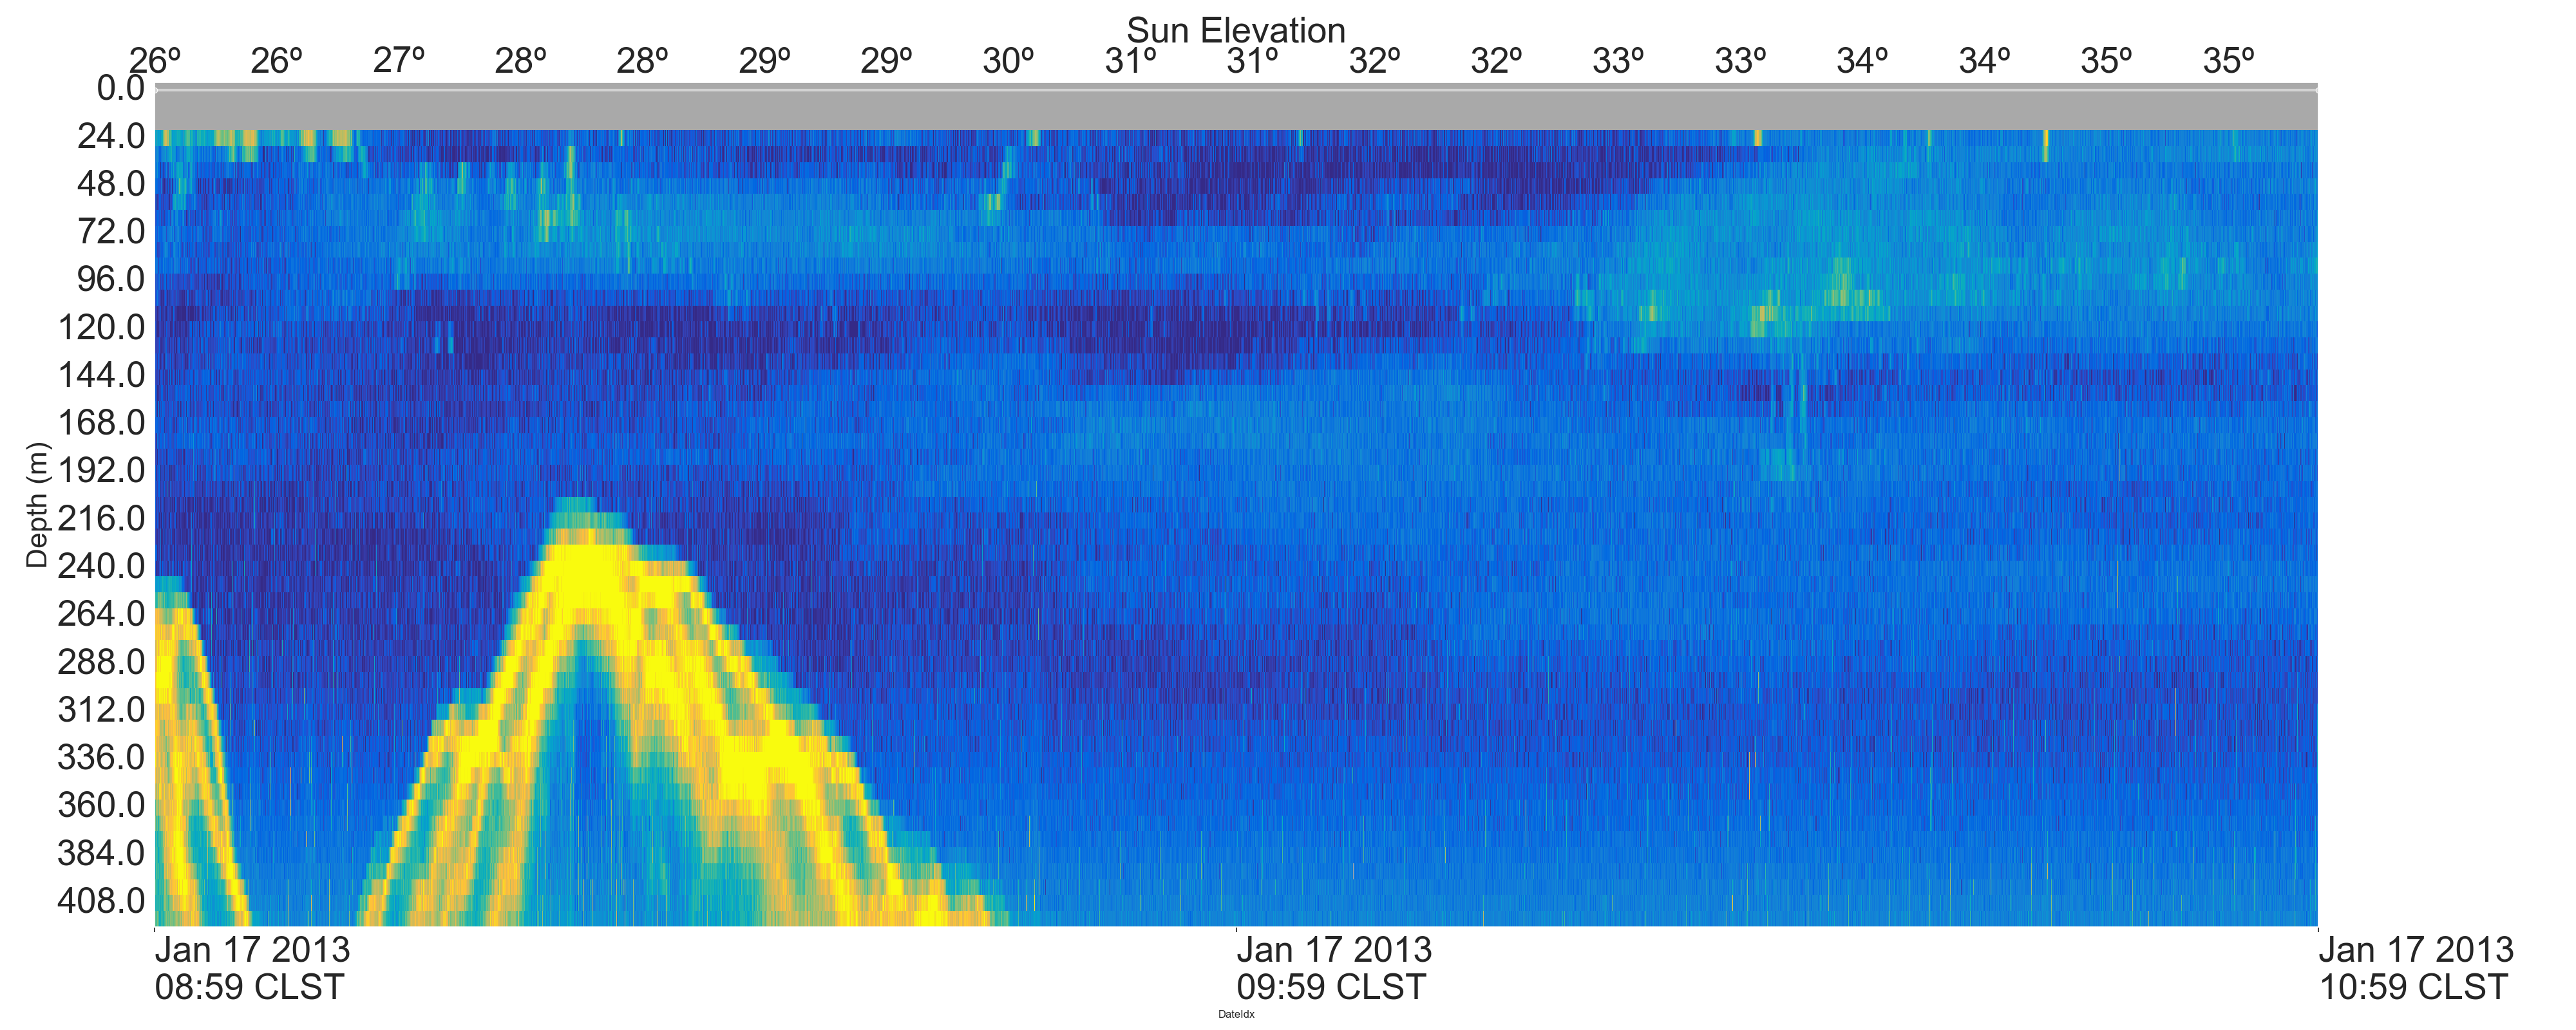 Sun Elevation
26º 26º 27º 28º 28º 29º 29º 30º 31º 31º 32º 32º 33º 33º 34º 34º 35º 35º
0.0
24.0
48.0
72.0
96.0
120.0
144.0
168.0
192.0
216.0
240.0
264.0
288.0
312.0
336.0
360.0
384.0
408.0
Depth (m)
Jan 17 2013
08:59 CLST
Jan 17 2013
09:59 CLST
Jan 17 2013
10:59 CLST
DateIdx